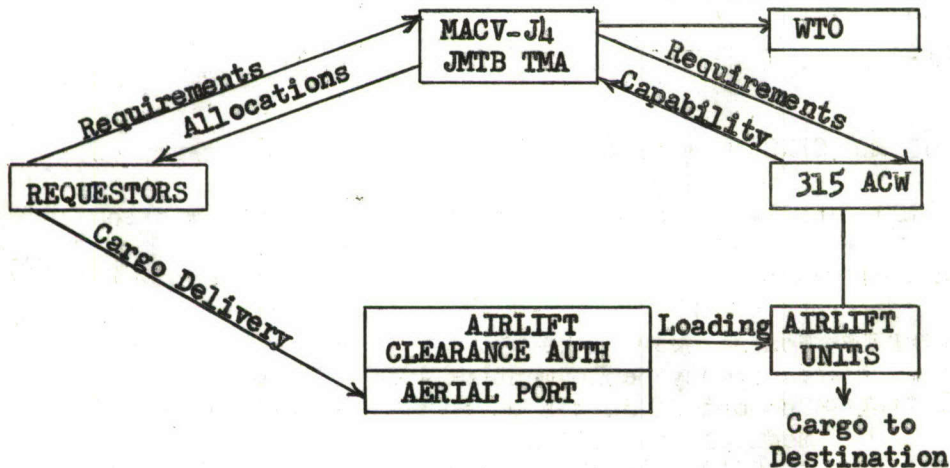 MACV-J4
JMTB TMA
WTO
Requirements
Allocations
Requirements
Capability
REQUESTORS
315 ACW
Cargo Delivery
AIRLIFT
CLEARANCE AUTH
AERIAL PORT
Loading
AIRLIFT
UNITS
Cargo to
Destination